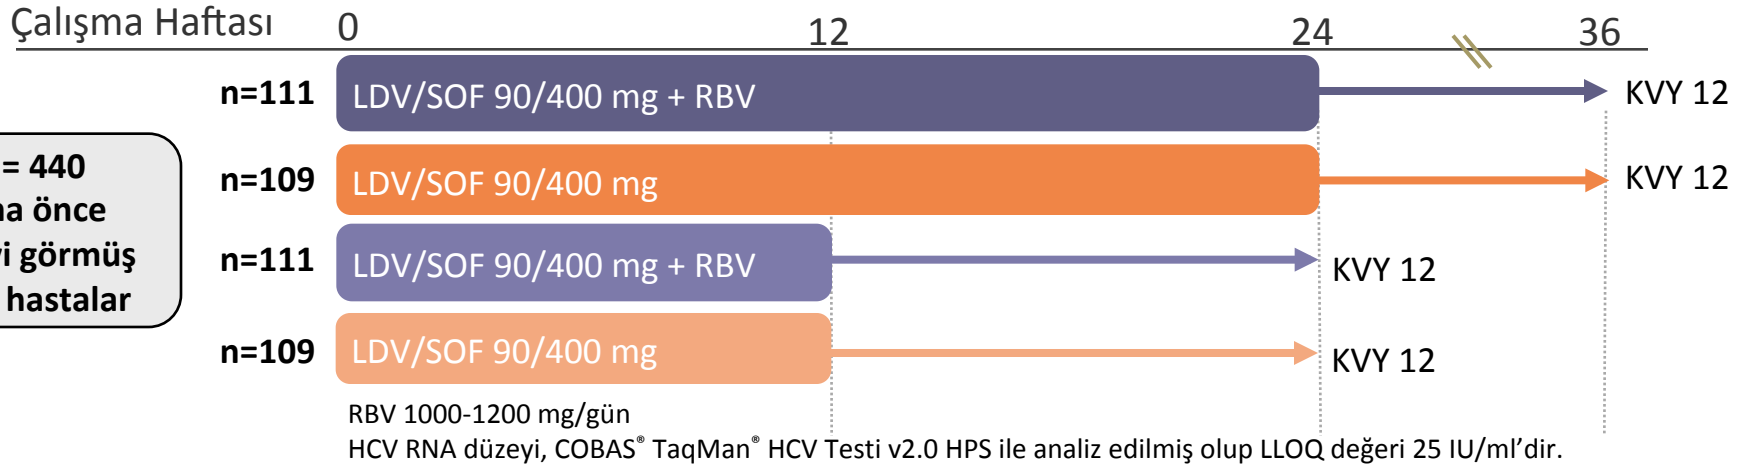 Çalışma Haftası 0 12 24 36
n=111 LDV/SOF 90/400 mg + RBV KVY 12
= 440
önce
n=109 LDV/SOF 90/400 mg KVY 12
görmüş
hastalar
n=111 LDV/SOF 90/400 mg + RBV KVY 12
n=109 LDV/SOF 90/400 mg KVY 12
RBV 1000-1200 mg/gün
HCV RNA düzeyi, COBAS® TaqMan® HCV Testi v2.0 HPS ile analiz edilmiş olup LLOQ değeri 25 IU/ml’dir.